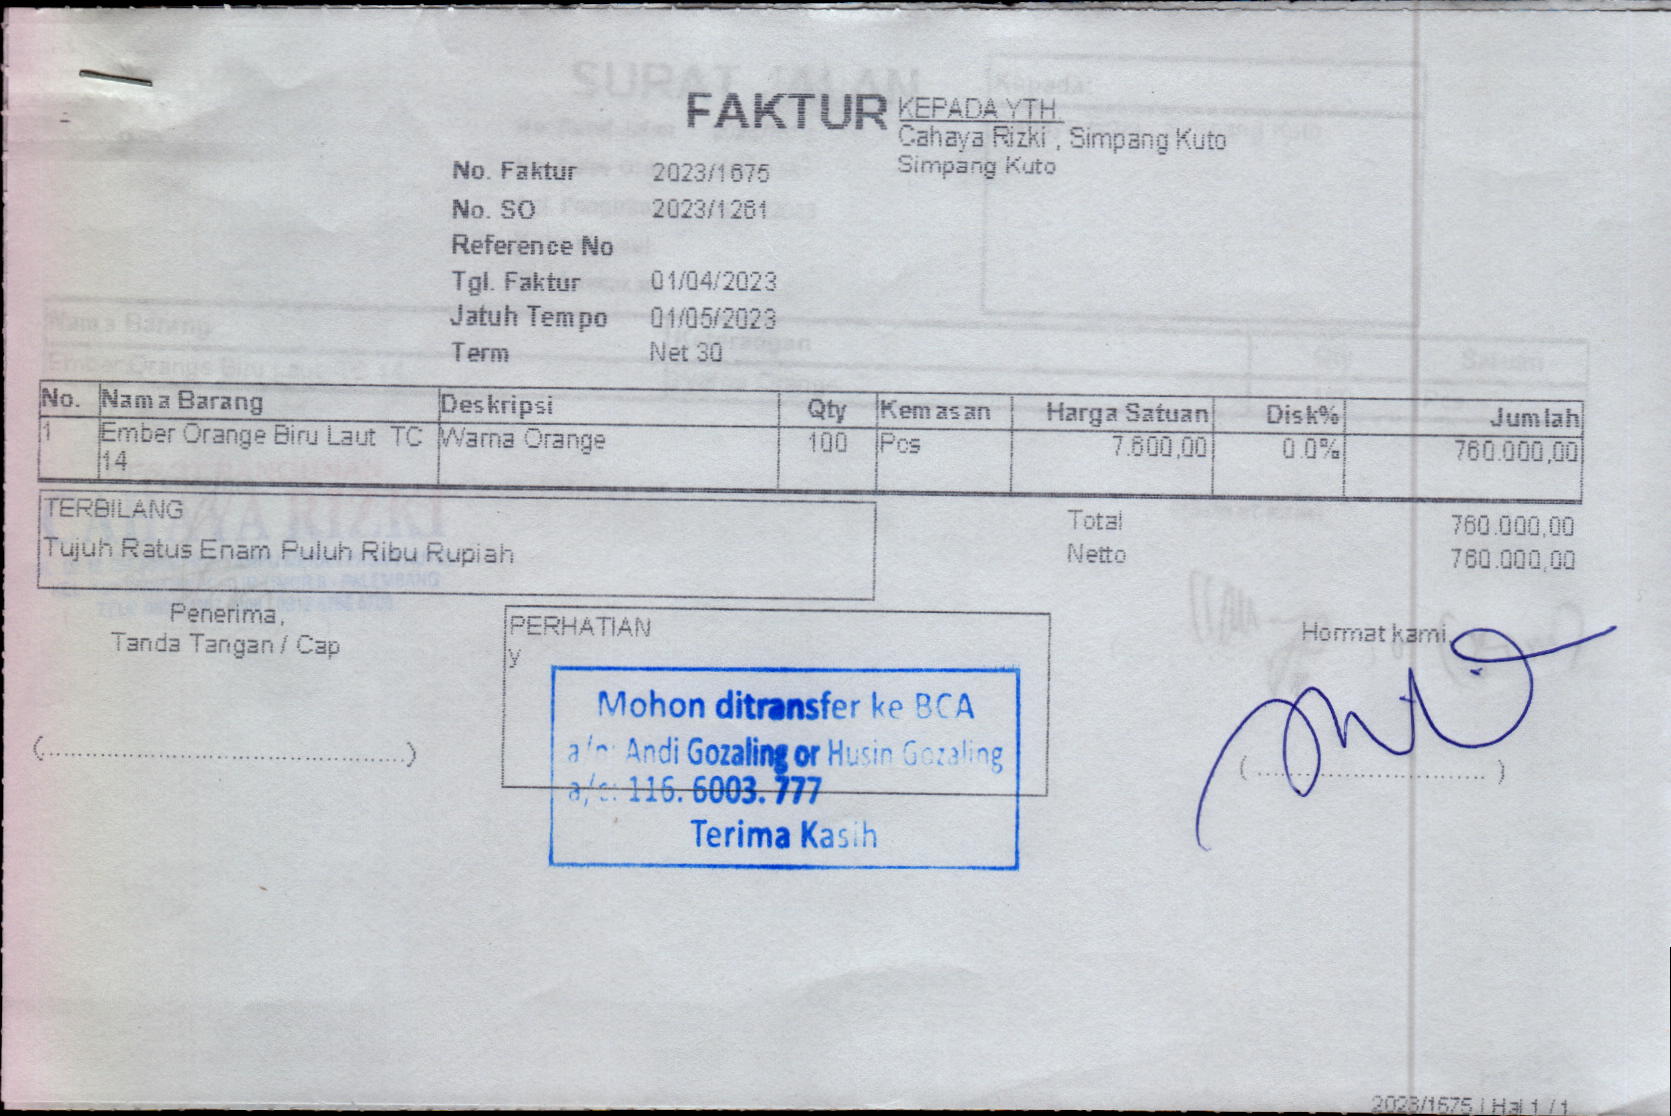 FAKTUR
KEPADA YTH.
Cahaya Rizki , Simpang Kuto
Simpang Kuto
No. Faktur 2023/1675
No. SO 2023/1261
Reference No
Tgl. Faktur 01/04/2023
Jatuh Tempo 01/05/2023
Term Net 30
No. Nama Barang Deskripsi Qty Kemasan Harga Satuan Disk% Jumlah
1 Ember Orange Biru Laut TC Warna Orange 100 Pcs 7.600,00 0.0% 760.000,00
14
TERBILANG
Tujuh Ratus Enam Puluh Ribu Rupiah
Total 760.000,00
Netto 760.000,00
Penerima,
Tanda Tangan / Cap
(..........................................)
PERHATIAN
y
Mohon ditransfer ke BCA
a/n: Andi Gozaling or Husin Gozaling
a/c: 116. 6003. 777
Terima Kasih
Hormat kami,
(..............................)
2023/1675 | Hal 1 / 1